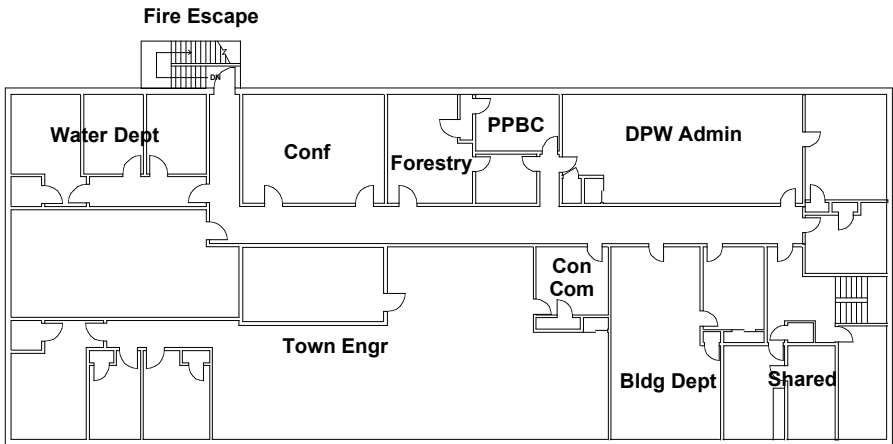 Fire Escape
DN
Water Dept
Conf
Forestry
PPBC
DPW Admin
Con
Com
Town Engr
Bldg Dept
Shared